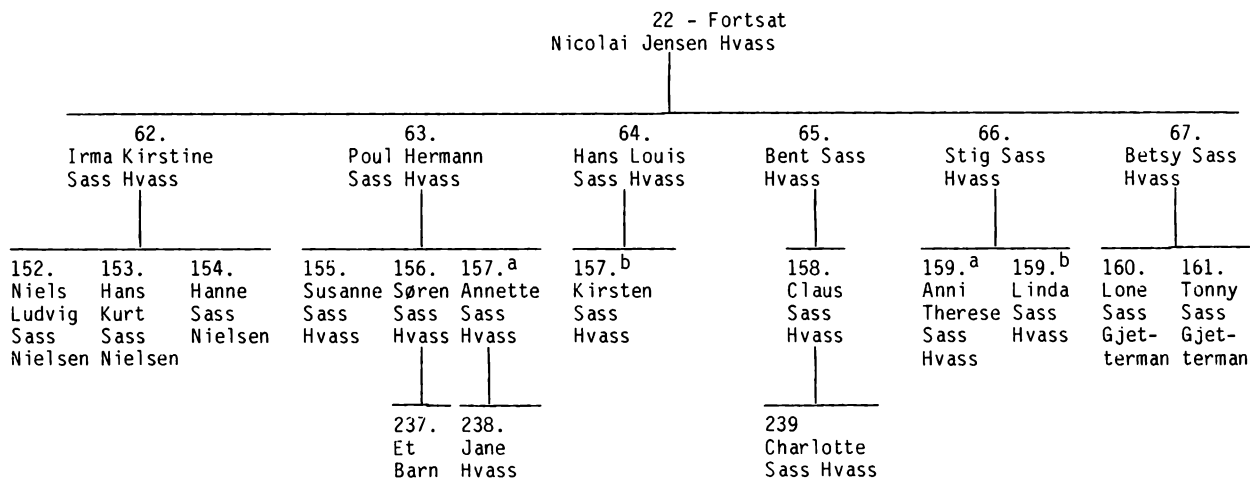 22 - Fortsat
Nicolai Jensen Hvass
62.
Irma Kirstine
Sass Hvass
63.
Poul Hermann
Sass Hvass
64.
Hans Louis
Sass Hvass
65.
Bent Sass
Hvass
66.
Stig Sass
Hvass
67.
Betsy Sass
Hvass
152.
Niels
Ludvig
Sass
Nielsen
153.
Hans
Kurt
Sass
Nielsen
154.
Hanne
Sass
Nielsen
155.
Susanne
Sass
Hvass
156.
Søren
Sass
Hvass
157.a
Annette
Sass
Hvass
157.b
Kirsten
Sass
Hvass
158.
Claus
Sass
Hvass
159.a
Anni
Therese
Sass
Hvass
159.b
Linda
Sass
Hvass
160.
Lone
Sass
Gjet-
terman
161.
Tonny
Sass
Gjet-
terman
237.
Et
Barn
238.
Jane
Hvass
239
Charlotte
Sass Hvass